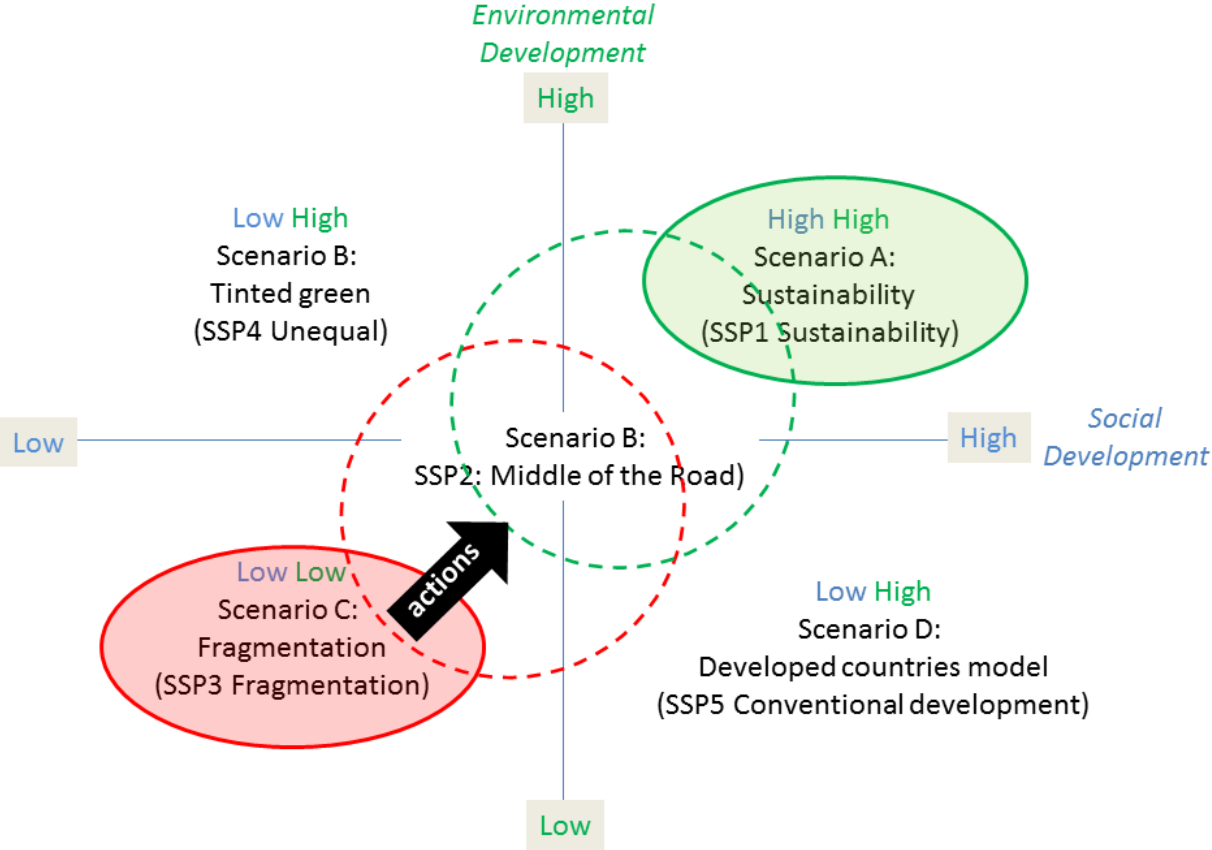 Environmental
Development
High
Low High
Scenario B:
Tinted green
(SSP4 Unequal)
High High
Scenario A:
Sustainability
(SSP1 Sustainability)
Low
Scenario B:
SSP2: Middle of the Road)
High
Social
Development
actions
Low Low
Scenario C:
Fragmentation
(SSP3 Fragmentation)
Low High
Scenario D:
Developed countries model
(SSP5 Conventional development)
Low